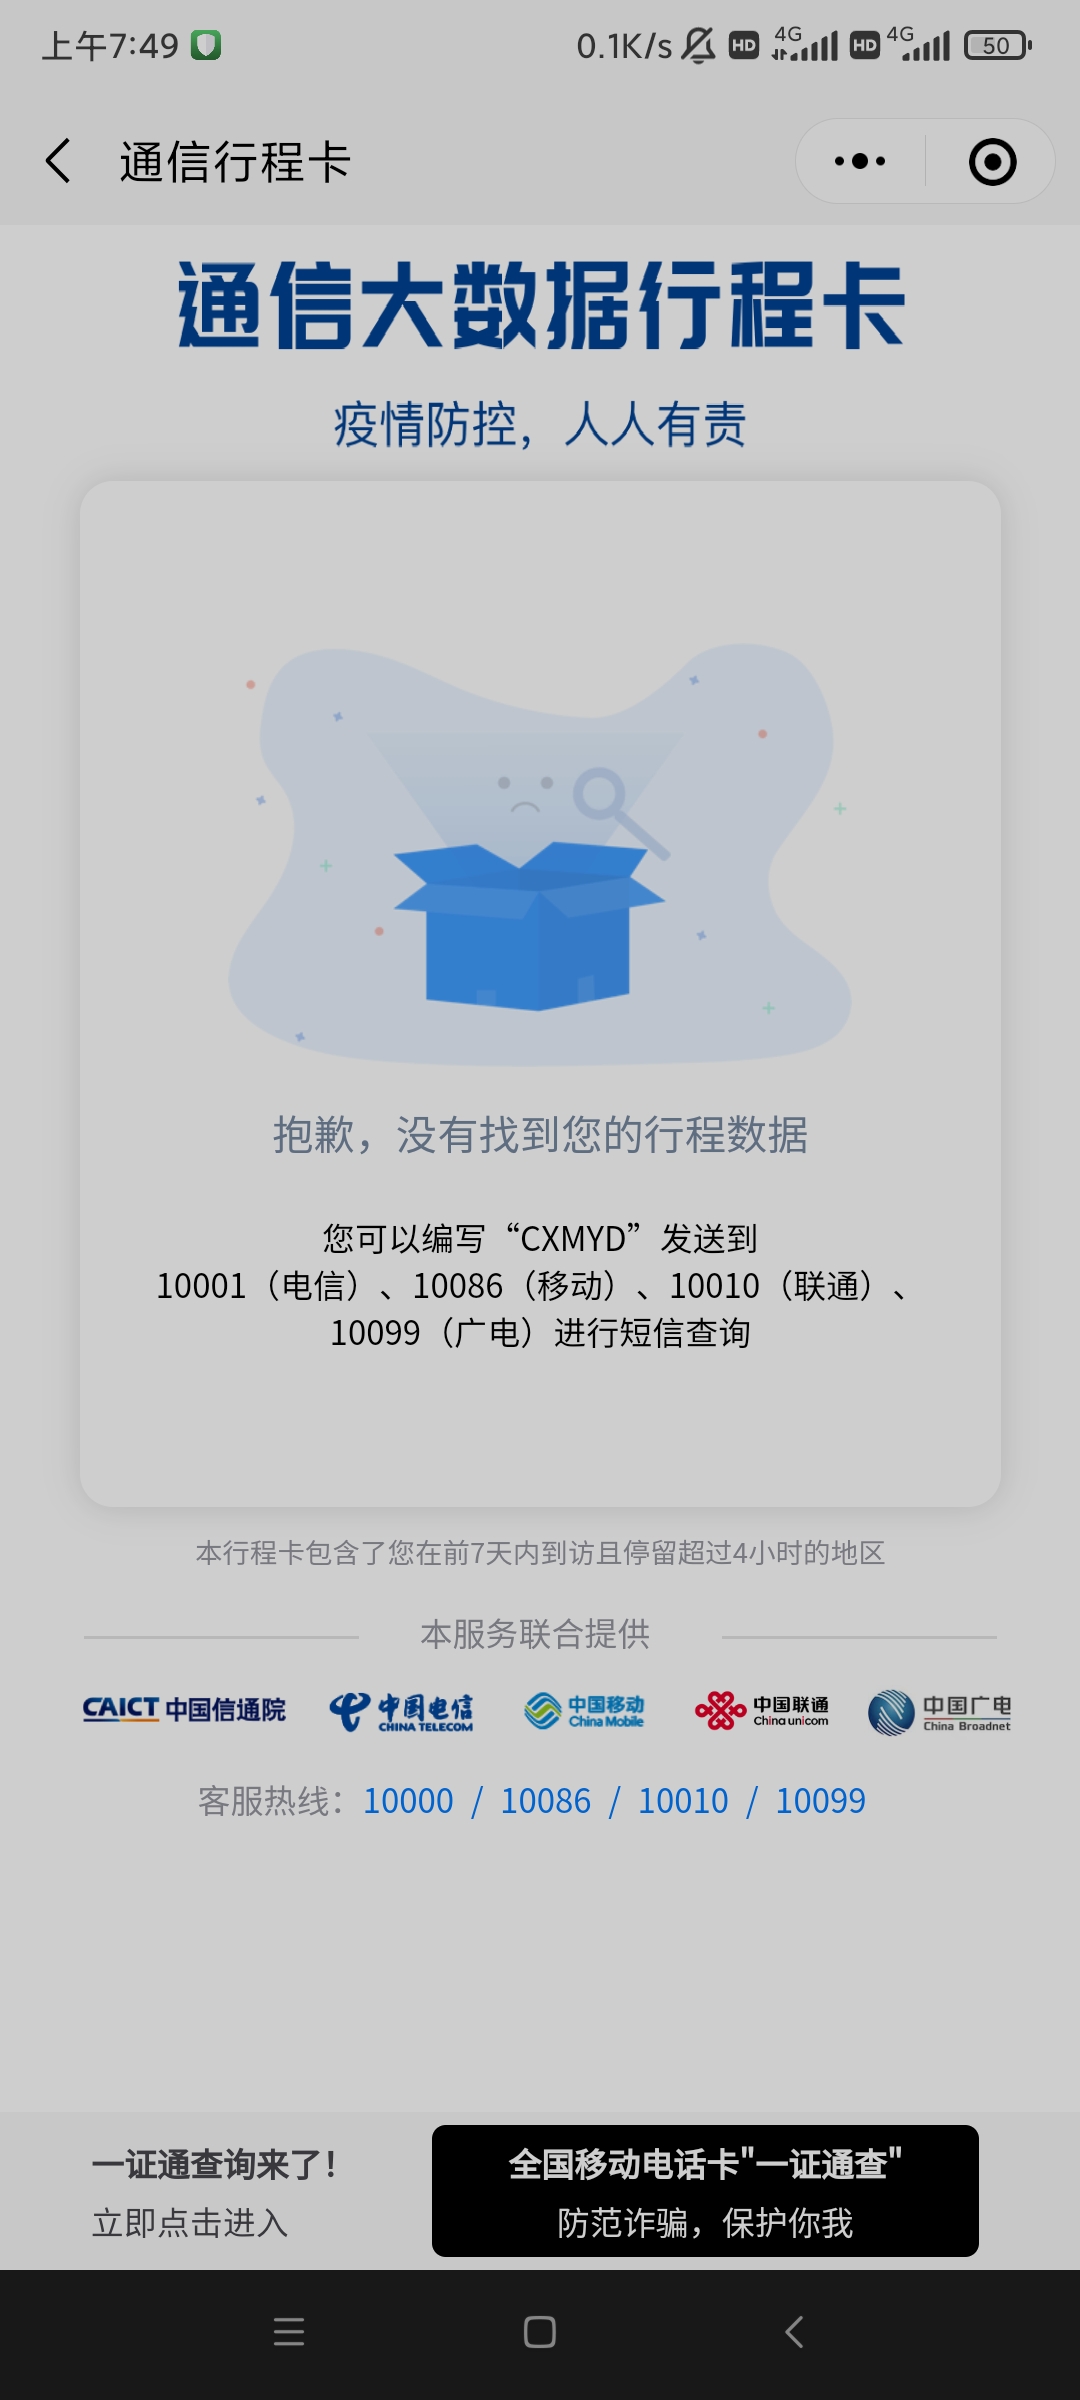 上午7:49
0.1K/s HD 4G HD 4G 50
通信行程卡
通信大数据行程卡
疫情防控，人人有责
抱歉，没有找到您的行程数据
您可以编写“CXMYD”发送到
10001（电信）、10086（移动）、10010（联通）、
10099（广电）进行短信查询
本行程卡包含了您在前7天内到访且停留超过4小时的地区
本服务联合提供
CAICT 中国信通院
中国电信
CHINA TELECOM
中国移动
China Mobile
中国联通
China unicom
中国广电
China Broadnet
客服热线：10000 / 10086 / 10010 / 10099
一证通查询来了！
立即点击进入
全国移动电话卡"一证通查"
防范诈骗，保护你我